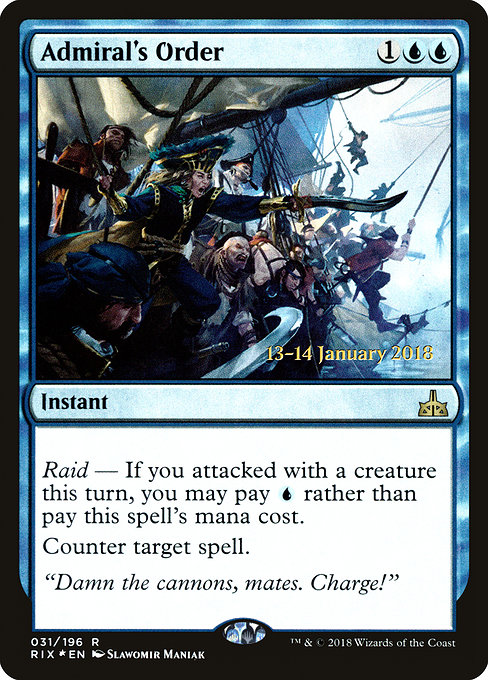 Admiral's Order 1
13–14 January 2018
Instant
Raid — If you attacked with a creature
this turn, you may pay rather than
pay this spell's mana cost.
Counter target spell.
“Damn the cannons, mates. Charge!”
031/196 R
RIX ★ EN Slawomir Maniak
™ & © 2018 Wizards of the Coast